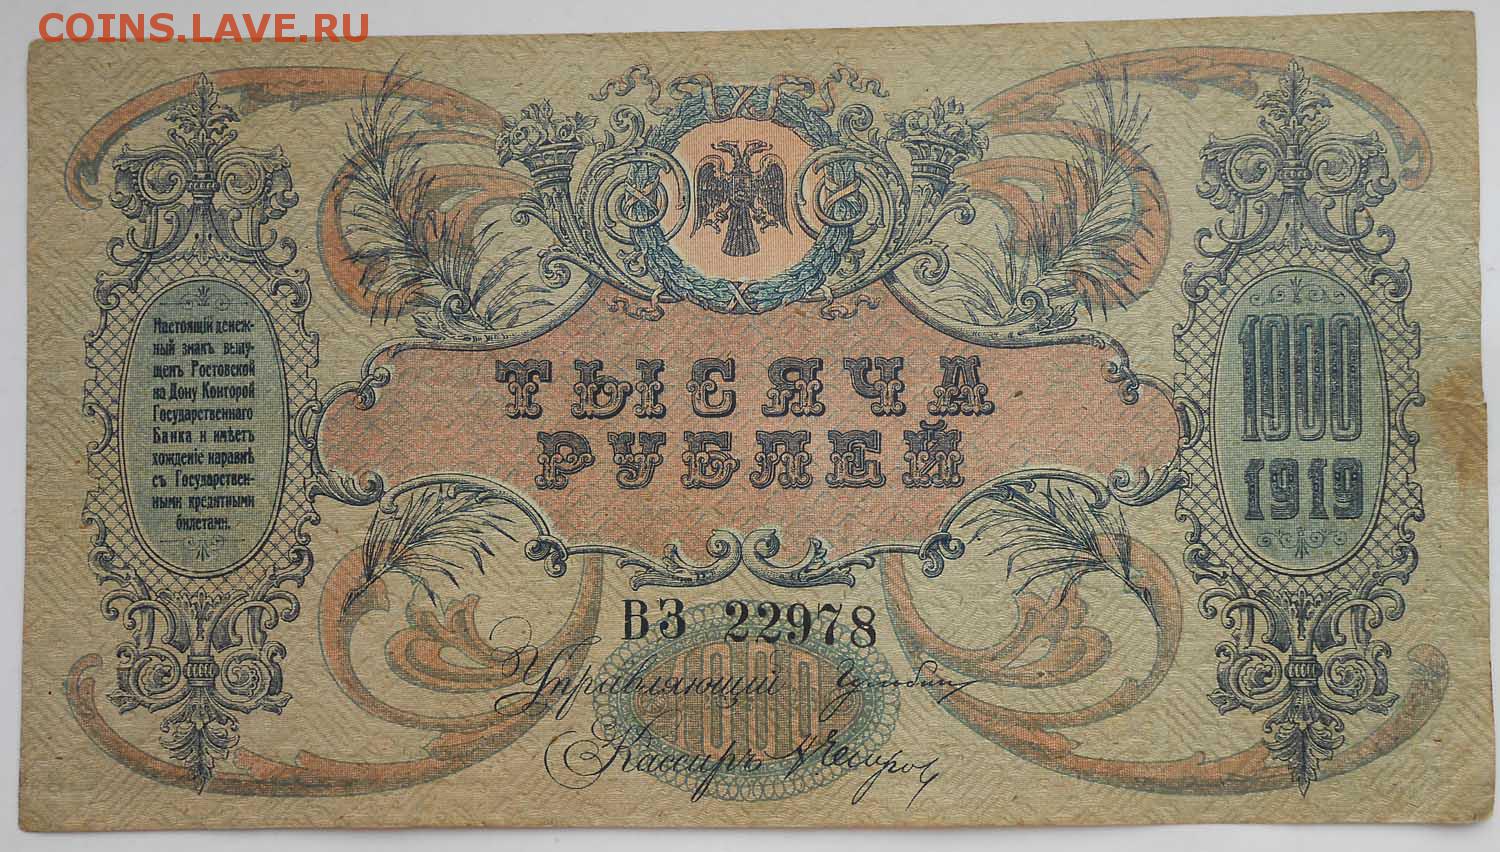 COINS.LAVE.RU
Настоящій денеж-
ный знакъ выпу-
щенъ Ростовской
на Дону Конторой
Государственнаго
Банка и имѣетъ
хожденіе наравнѣ
съ Государствен-
ными кредитными
билетами.
ТЫСЯЧА
РУБЛЕЙ
1000
1919
ВЗ 22978
1000
Управляющій
Кассиръ